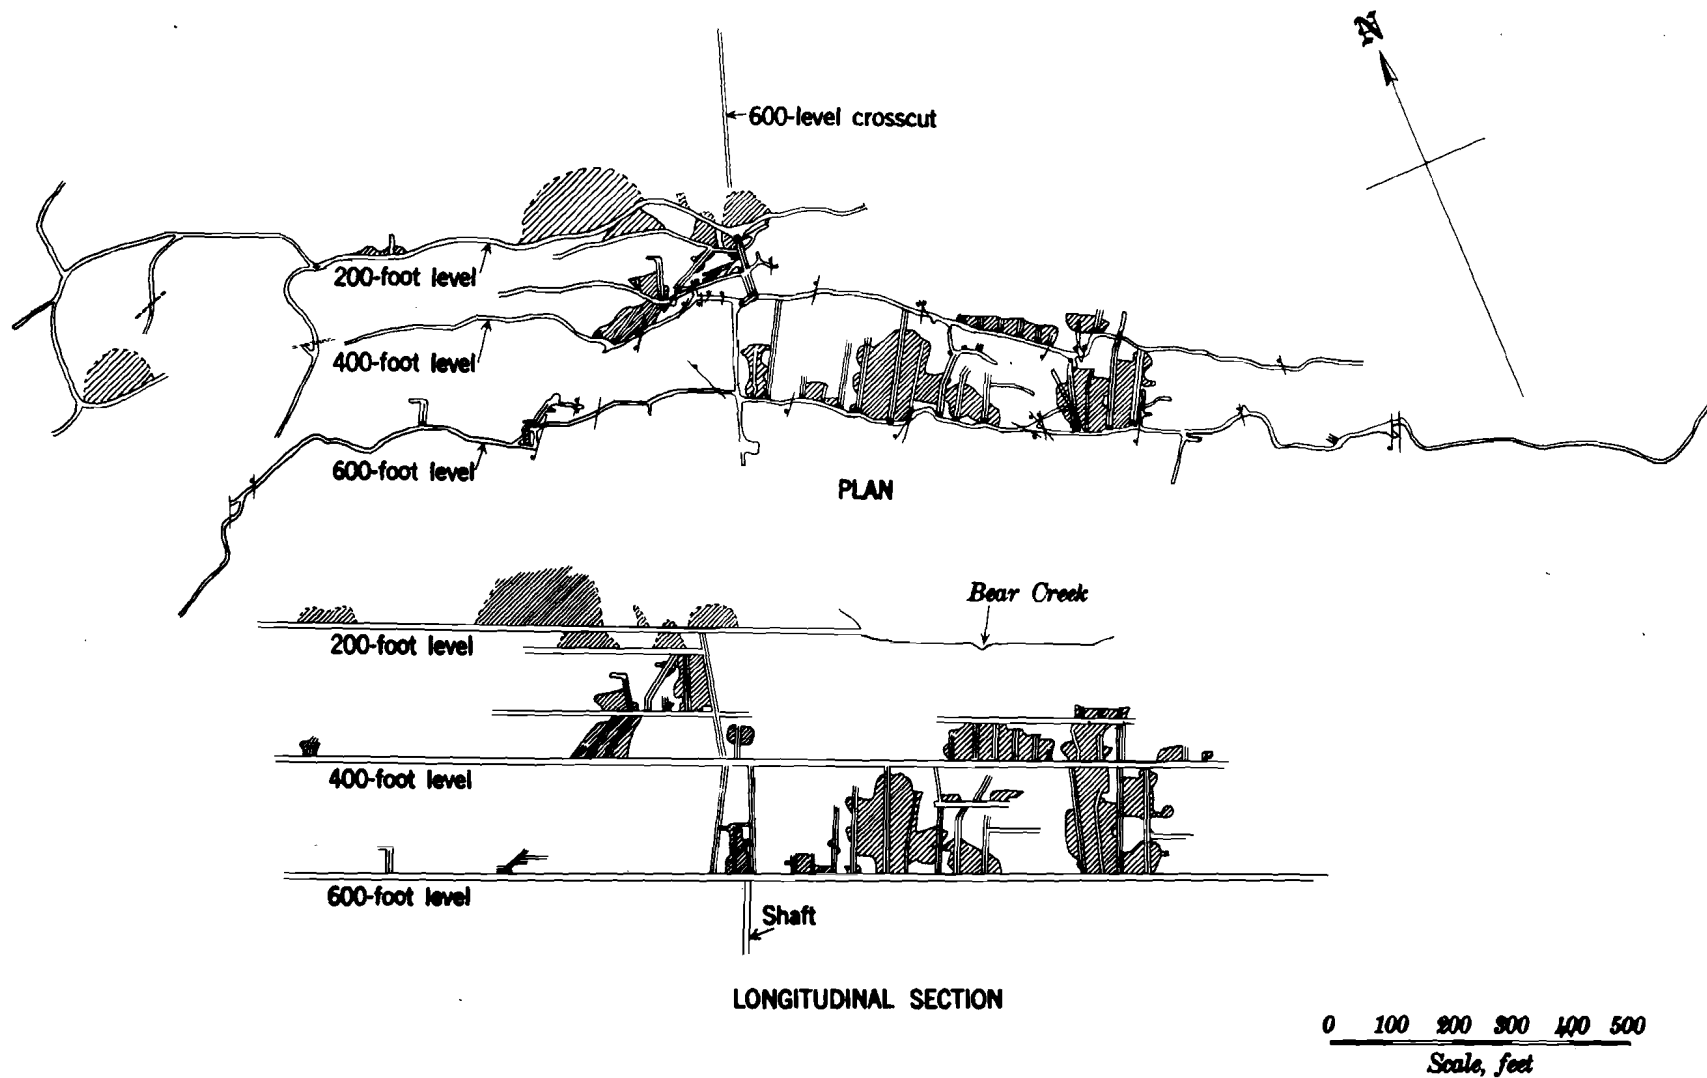 N
600-level crosscut
200-foot level
400-foot level
600-foot level
PLAN
Bear Creek
200-foot level
400-foot level
600-foot level
Shaft
LONGITUDINAL SECTION
0 100 200 300 400 500
Scale, feet